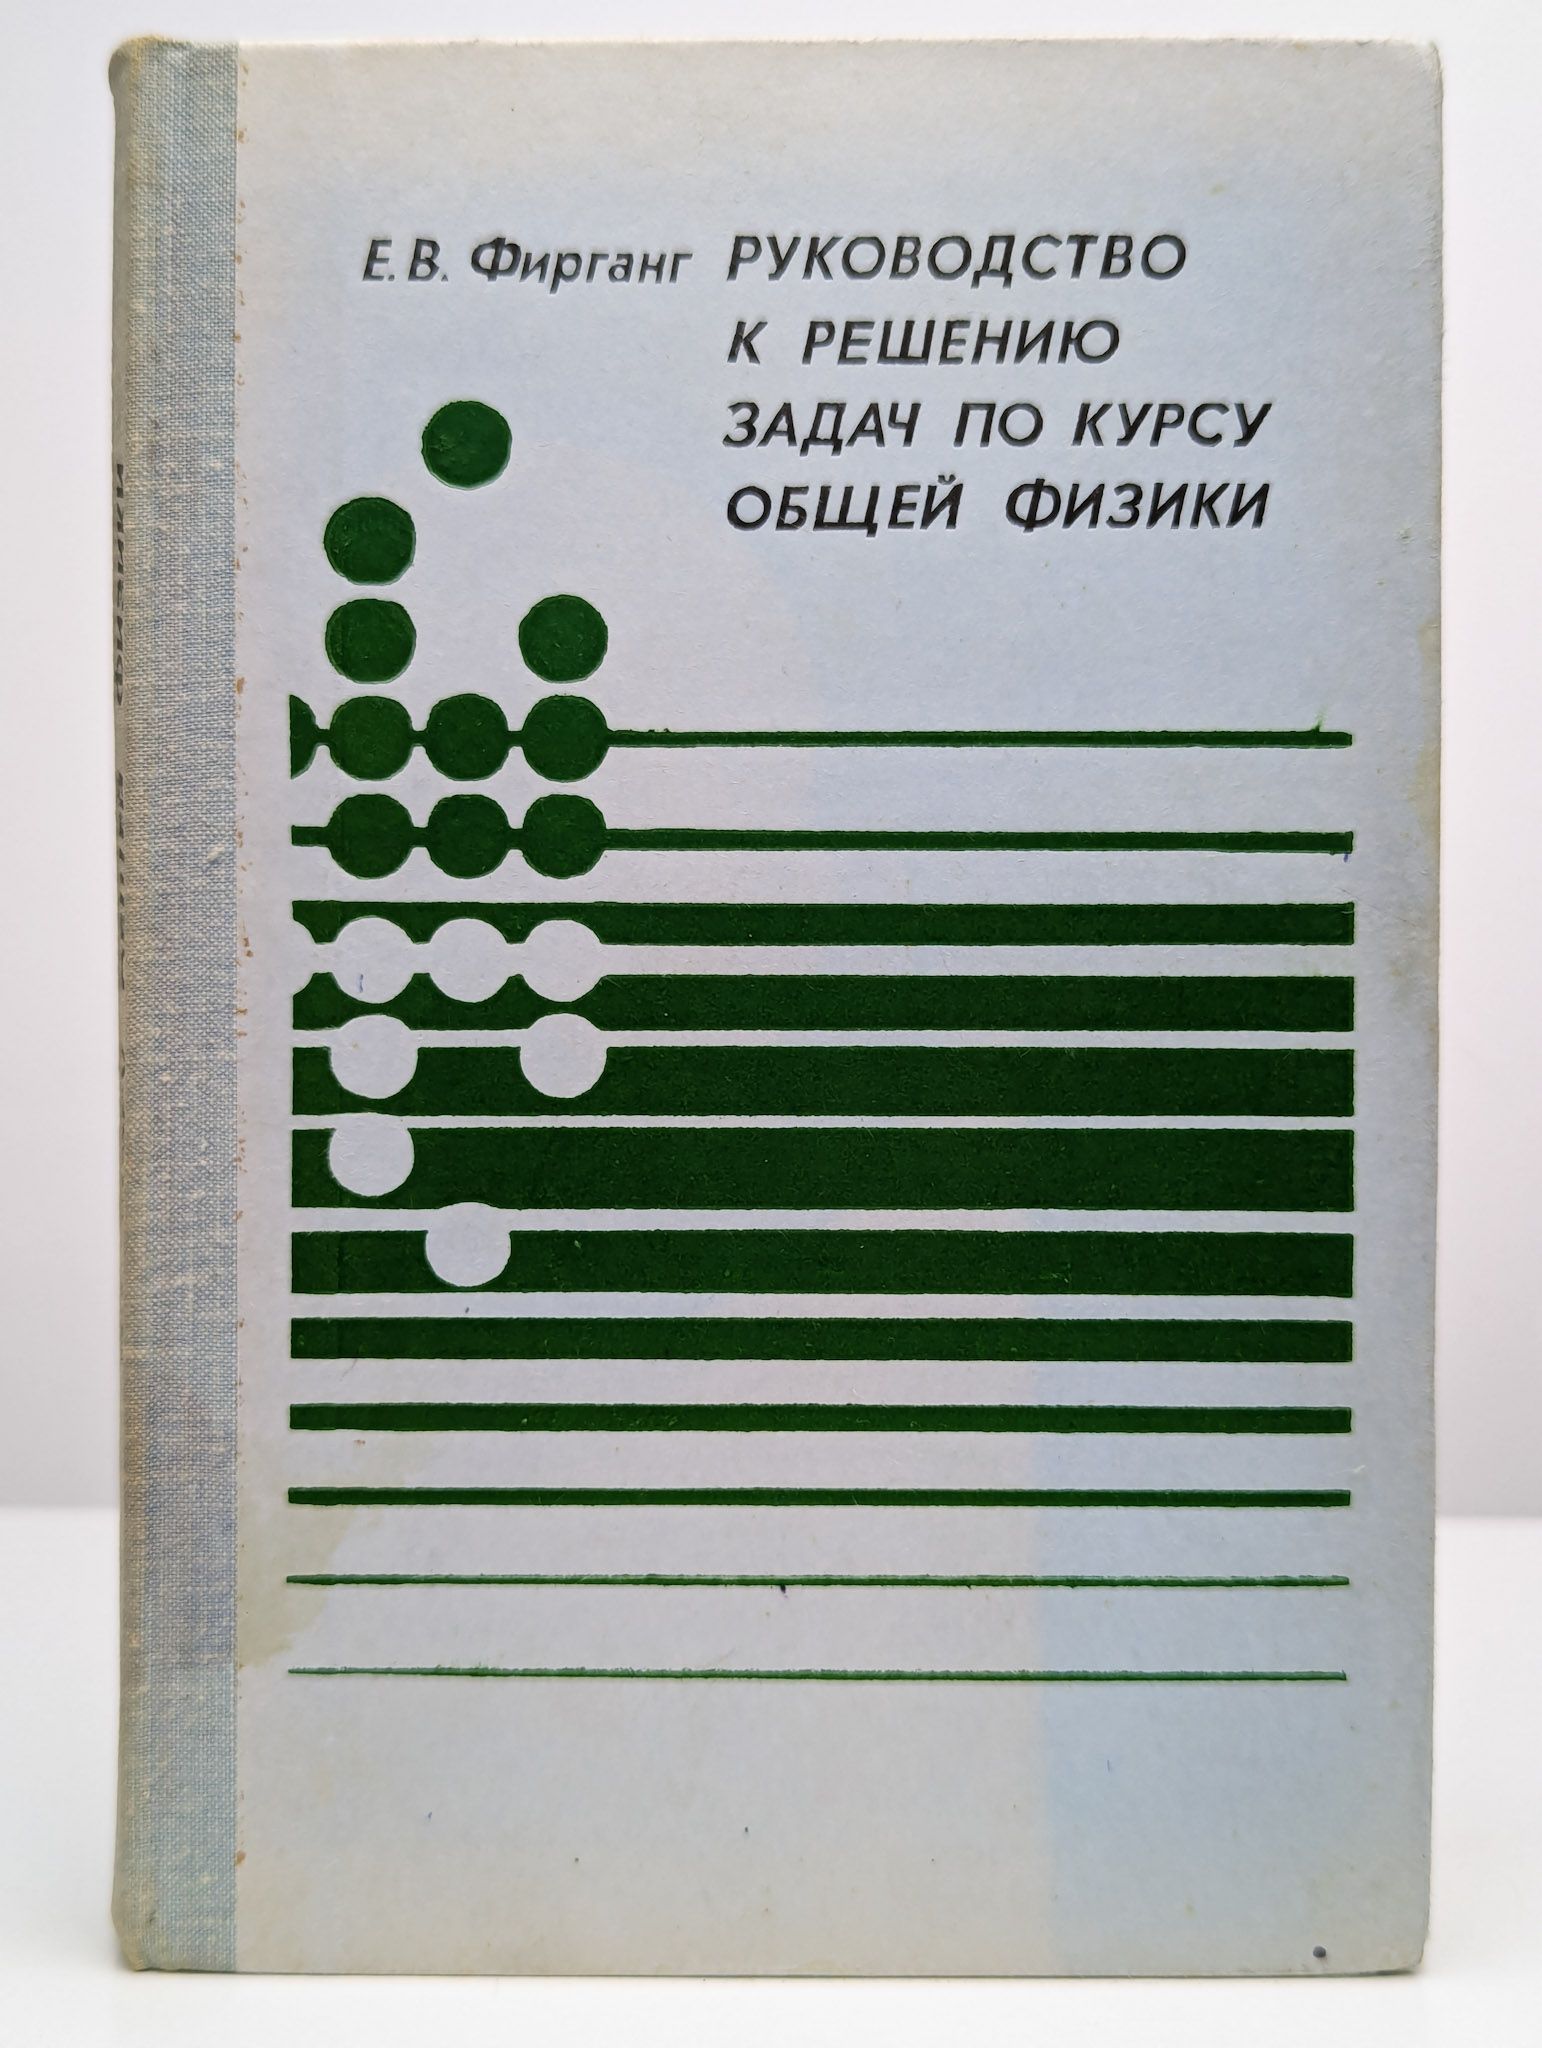 Е. В. Фирганг РУКОВОДСТВО
К РЕШЕНИЮ
ЗАДАЧ ПО КУРСУ
ОБЩЕЙ ФИЗИКИ